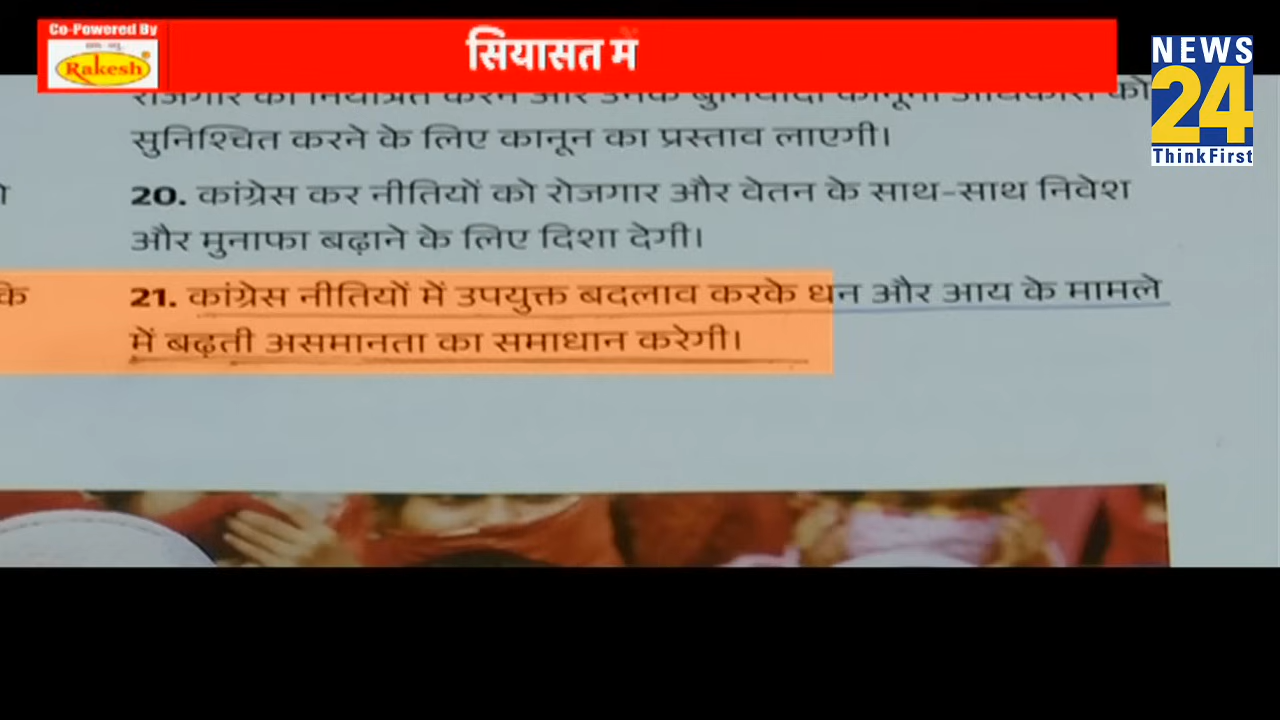 Co-Powered By
Rakesh
सियासत में
NEWS
24
ThinkFirst
सुनिश्चित करने के लिए कानून का प्रस्ताव लाएगी।
20. कांग्रेस कर नीतियों को रोजगार और वेतन के साथ-साथ निवेश
और मुनाफा बढ़ाने के लिए दिशा देगी।
के
21. कांग्रेस नीतियों में उपयुक्त बदलाव करके धन और आय के मामले
में बढ़ती असमानता का समाधान करेगी।